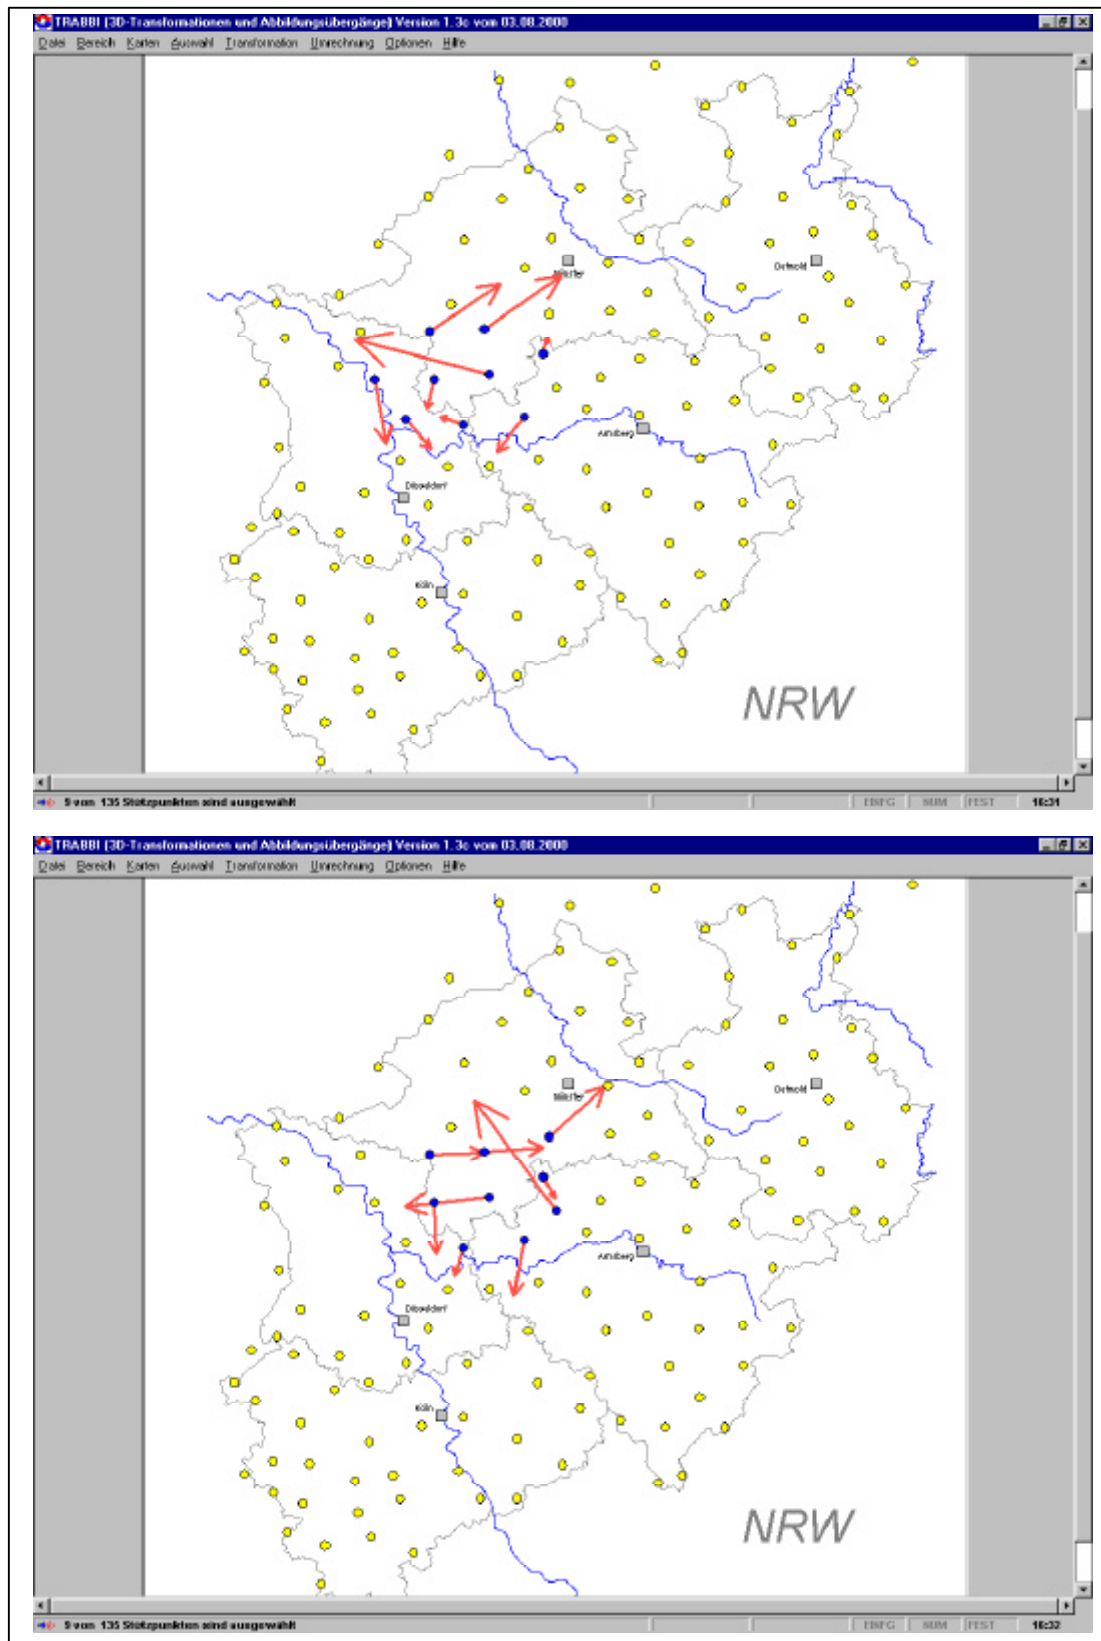 TRABBI (3D-Transformationen und Abbildungsübergänge) Version 1.3c vom 03.08.2000
Datei Bereich Karten Auswahl Transformation Umrechnung Optionen Hilfe
Münster
Detmold
Arnsberg
Düsseldorf
Köln
NRW
9 von 135 Stützpunkten sind ausgewählt EINFG NUM FEST 16:31
TRABBI (3D-Transformationen und Abbildungsübergänge) Version 1.3c vom 03.08.2000
Datei Bereich Karten Auswahl Transformation Umrechnung Optionen Hilfe
Münster
Detmold
Arnsberg
Düsseldorf
Köln
NRW
9 von 135 Stützpunkten sind ausgewählt EINFG NUM FEST 16:32